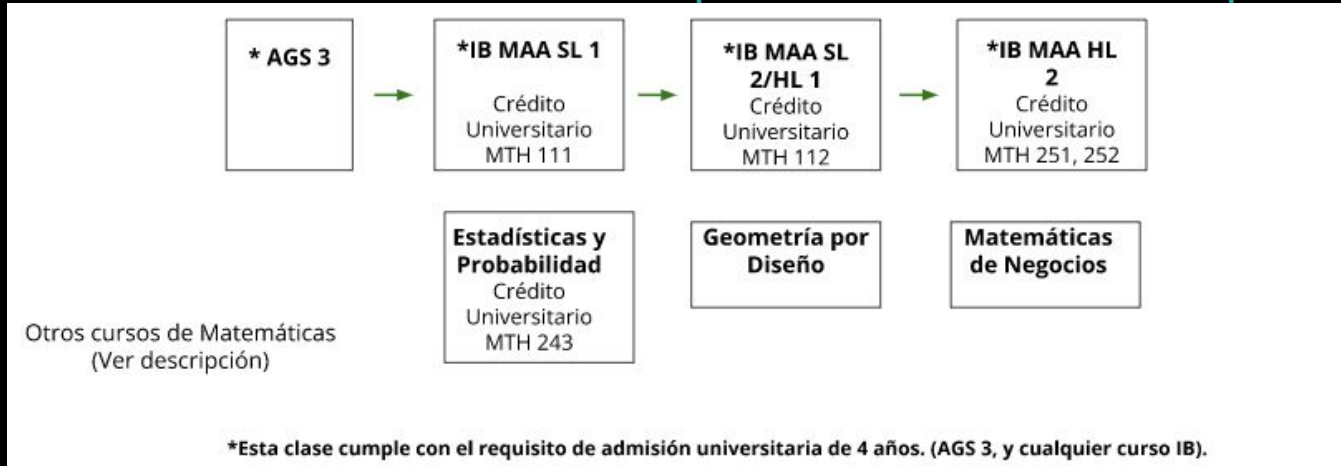 * AGS 3
*IB MAA SL 1
Crédito
Universitario
MTH 111
*IB MAA SL
2/HL 1
Crédito
Universitario
MTH 112
*IB MAA HL
2
Crédito
Universitario
MTH 251, 252
Estadísticas y
Probabilidad
Crédito
Universitario
MTH 243
Geometría por
Diseño
Matemáticas
de Negocios
Otros cursos de Matemáticas
(Ver descripción)
*Esta clase cumple con el requisito de admisión universitaria de 4 años. (AGS 3, y cualquier curso IB).